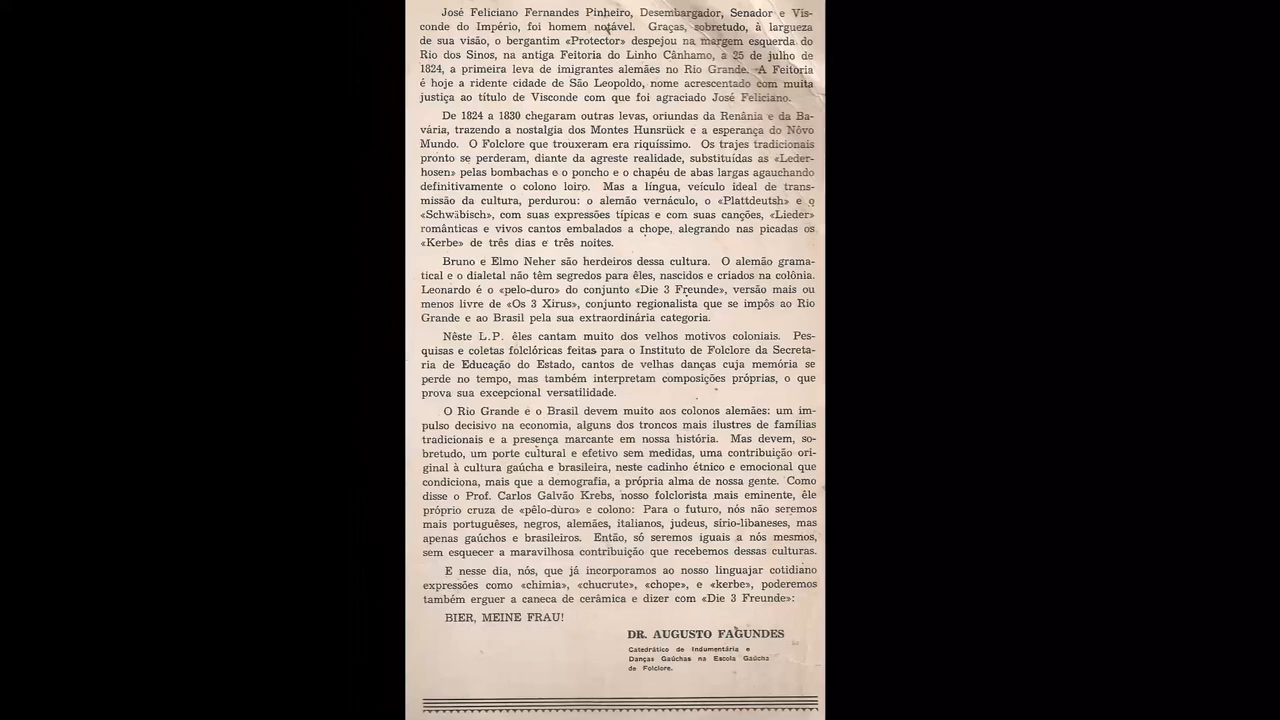 José Feliciano Fernandes Pinheiro, Desembargador, Senador e Vis-
conde do Império, foi homem notável. Graças, sobretudo, à largueza
de sua visão, o bergantim «Protector» despejou na margem esquerda do
Rio dos Sinos, na antiga Feitoria do Linho Cânhamo, a 25 de julho de
1824, a primeira leva de imigrantes alemães no Rio Grande. A Feitoria
é hoje a ridente cidade de São Leopoldo, nome acrescentado com muita
justiça ao título de Visconde com que foi agraciado José Feliciano.
De 1824 a 1830 chegaram outras levas, oriundas da Renânia e da Ba-
vária, trazendo a nostalgia dos Montes Hunsrück e a esperança do Nôvo
Mundo. O Folclore que trouxeram era riquíssimo. Os trajes tradicionais
pronto se perderam, diante da agreste realidade, substituídas as «Leder-
hosen» pelas bombachas e o poncho e o chapéu de abas largas agauchando
definitivamente o colono loiro. Mas a língua, veículo ideal de trans-
missão da cultura, perdurou: o alemão vernáculo, o «Plattdeutsh» e o
«Schwäbisch», com suas expressões típicas e com suas canções, «Lieder»
românticas e vivos cantos embalados a chope, alegrando nas picadas os
«Kerbe» de três dias e três noites.
Bruno e Elmo Neher são herdeiros dessa cultura. O alemão grama-
tical e o dialetal não têm segredos para êles, nascidos e criados na colônia.
Leonardo é o «pelo-duro» do conjunto «Die 3 Freunde», versão mais ou
menos livre de «Os 3 Xirus», conjunto regionalista que se impôs ao Rio
Grande e ao Brasil pela sua extraordinária categoria.
Nêste L.P. êles cantam muito dos velhos motivos coloniais. Pes-
quisas e coletas folclóricas feitas para o Instituto de Folclore da Secreta-
ria de Educação do Estado, cantos de velhas danças cuja memória se
perde no tempo, mas também interpretam composições próprias, o que
prova sua excepcional versatilidade.
O Rio Grande e o Brasil devem muito aos colonos alemães: um im-
pulso decisivo na economia, alguns dos troncos mais ilustres de famílias
tradicionais e a presença marcante em nossa história. Mas devem, so-
bretudo, um porte cultural e efetivo sem medidas, uma contribuição ori-
ginal à cultura gaúcha e brasileira, neste cadinho étnico e emocional que
condiciona, mais que a demografia, a própria alma de nossa gente. Como
disse o Prof. Carlos Galvão Krebs, nosso folclorista mais eminente, êle
próprio cruza de «pêlo-duro» e colono: Para o futuro, nós não seremos
mais portuguêses, negros, alemães, italianos, judeus, sírio-libaneses, mas
apenas gaúchos e brasileiros. Então, só seremos iguais a nós mesmos,
sem esquecer a maravilhosa contribuição que recebemos dessas culturas.
E nesse dia, nós, que já incorporamos ao nosso linguajar cotidiano
expressões como «chimia», «chucrute», «chope», e «kerbe», poderemos
também erguer a caneca de cerâmica e dizer com «Die 3 Freunde»:
BIER, MEINE FRAU!
DR. AUGUSTO FAGUNDES
Catedrático de Indumentária e
Danças Gaúchas na Escola Gaúcha
de Folclore.